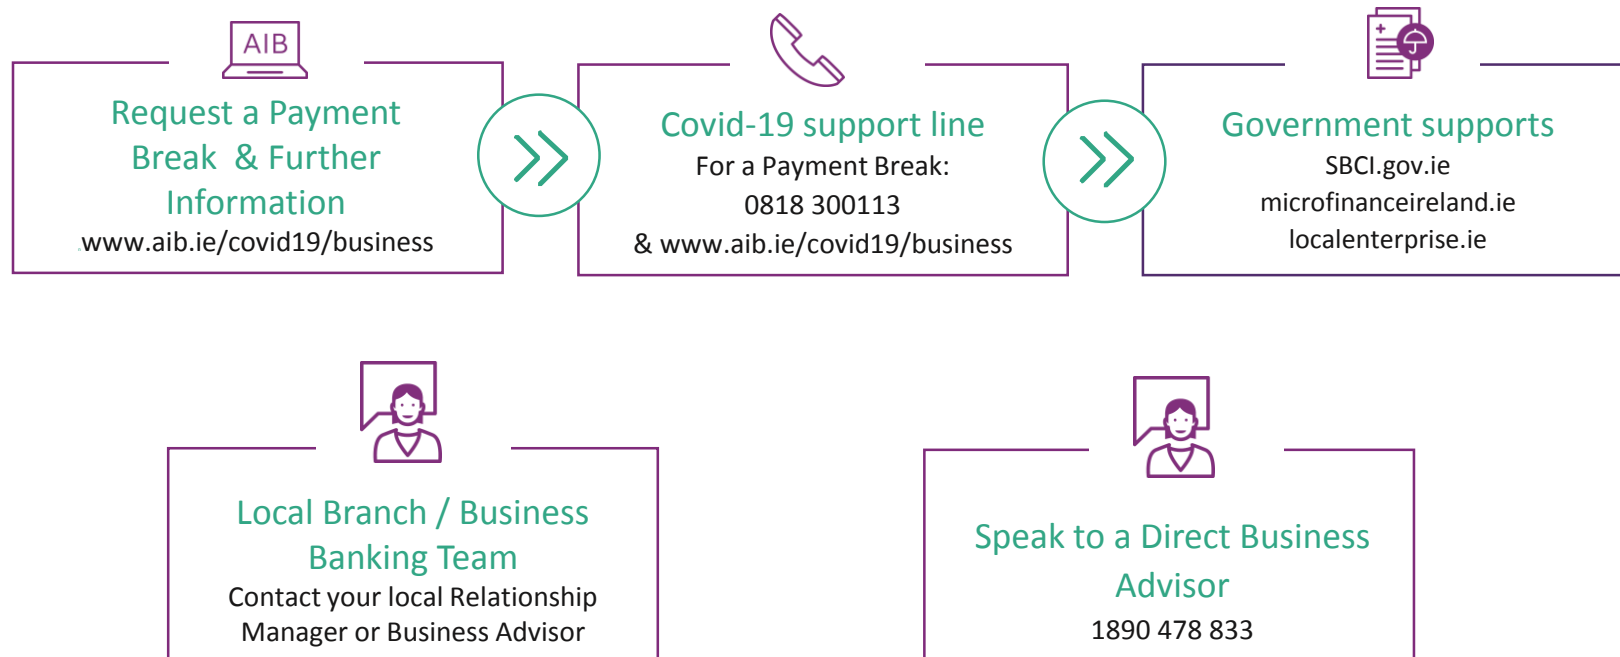 AIB
Request a Payment
Break & Further
Information
www.aib.ie/covid19/business
Covid-19 support line
For a Payment Break:
0818 300113
& www.aib.ie/covid19/business
Government supports
SBCI.gov.ie
microfinanceireland.ie
localenterprise.ie
Local Branch / Business
Banking Team
Contact your local Relationship
Manager or Business Advisor
Speak to a Direct Business
Advisor
1890 478 833